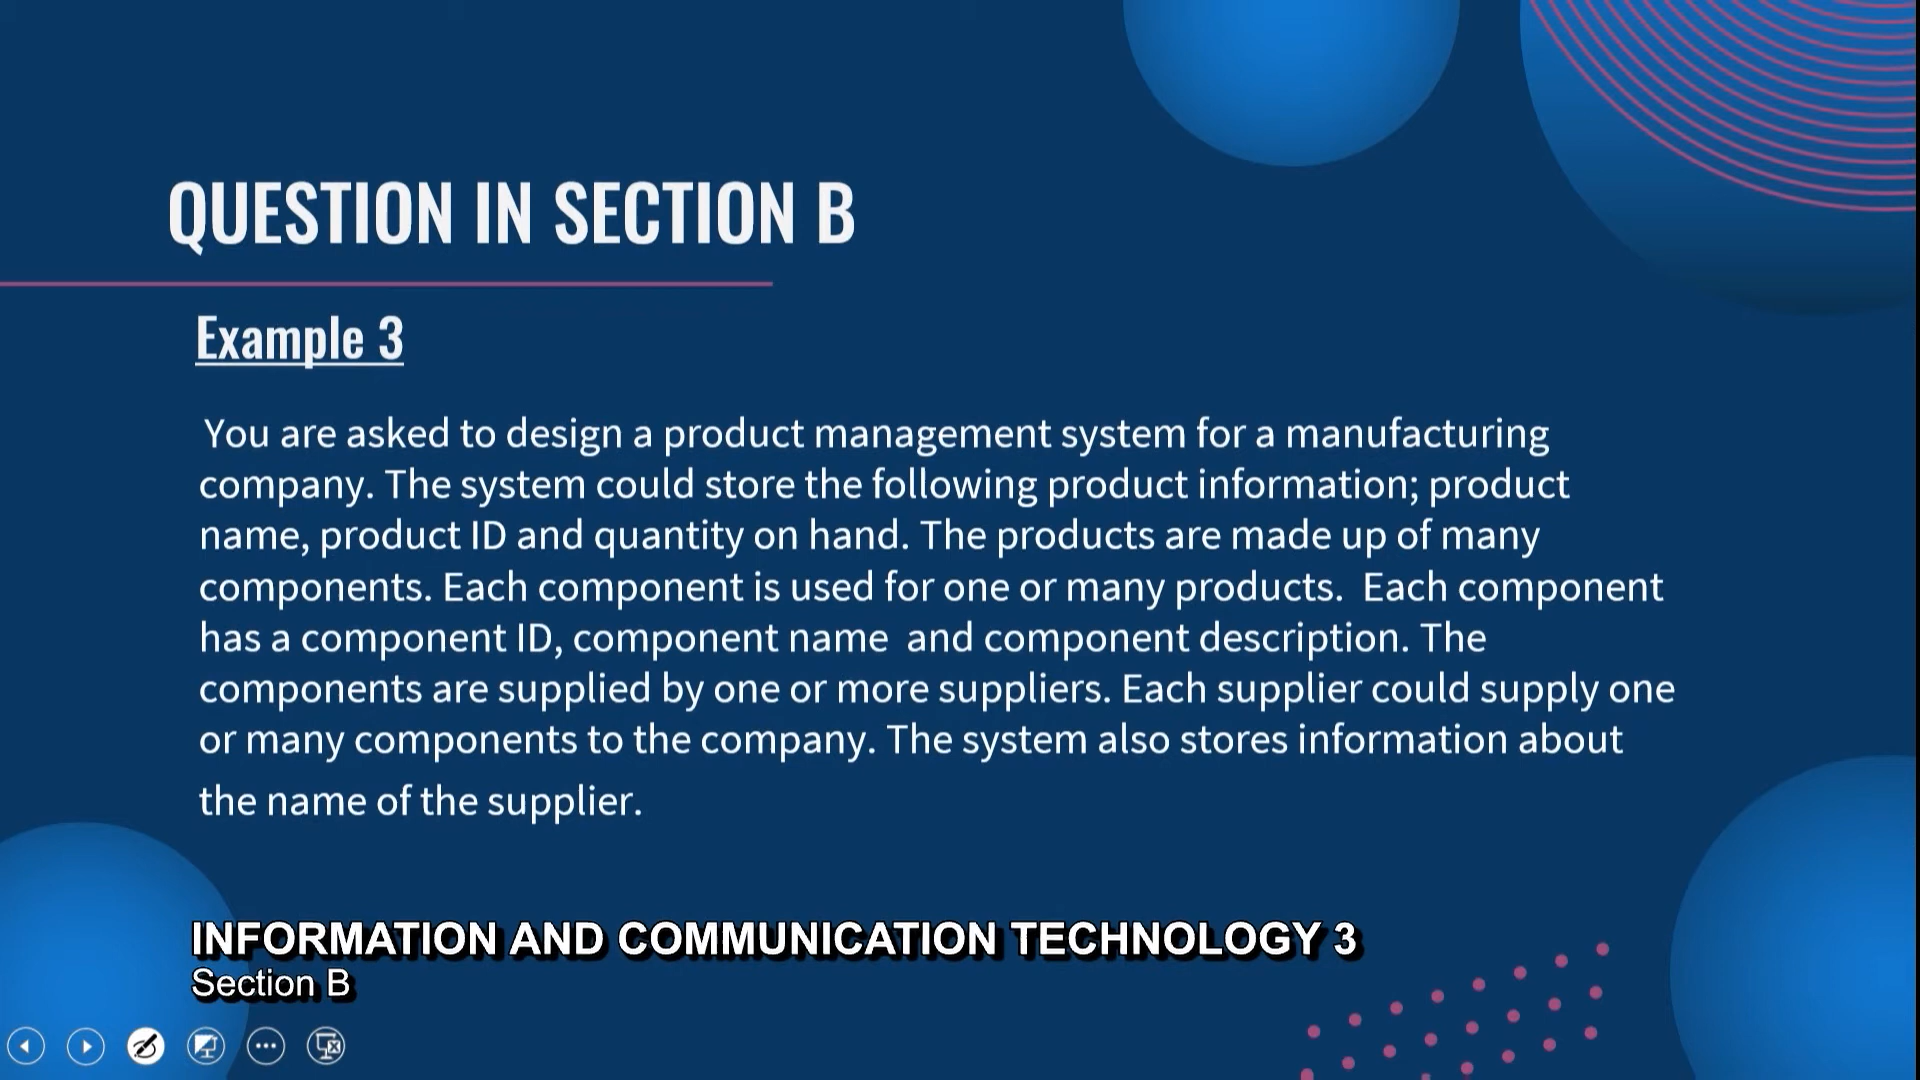 QUESTION IN SECTION B
Example 3
You are asked to design a product management system for a manufacturing
company. The system could store the following product information; product
name, product ID and quantity on hand. The products are made up of many
components. Each component is used for one or many products.  Each component
has a component ID, component name  and component description. The
components are supplied by one or more suppliers. Each supplier could supply one
or many components to the company. The system also stores information about
the name of the supplier.
INFORMATION AND COMMUNICATION TECHNOLOGY 3
Section B